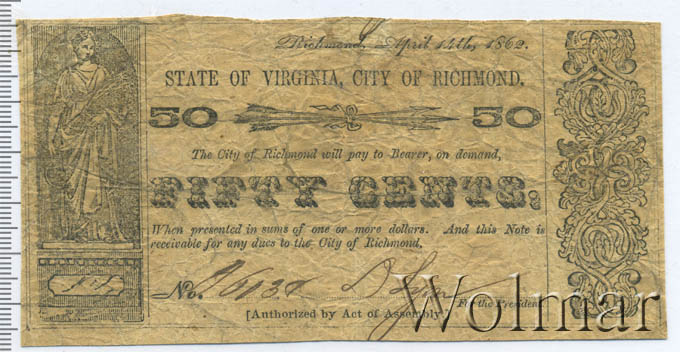 Richmond, April 14th, 1862.
STATE OF VIRGINIA, CITY OF RICHMOND.
50 50
The City of Richmond will pay to Bearer, on demand,
FIFTY CENTS,
When presented in sums of one or more dollars. And this Note is
receivable for any dues to the City of Richmond.
No.
For the President.
[Authorized by Act of Assembly]
Wolmar